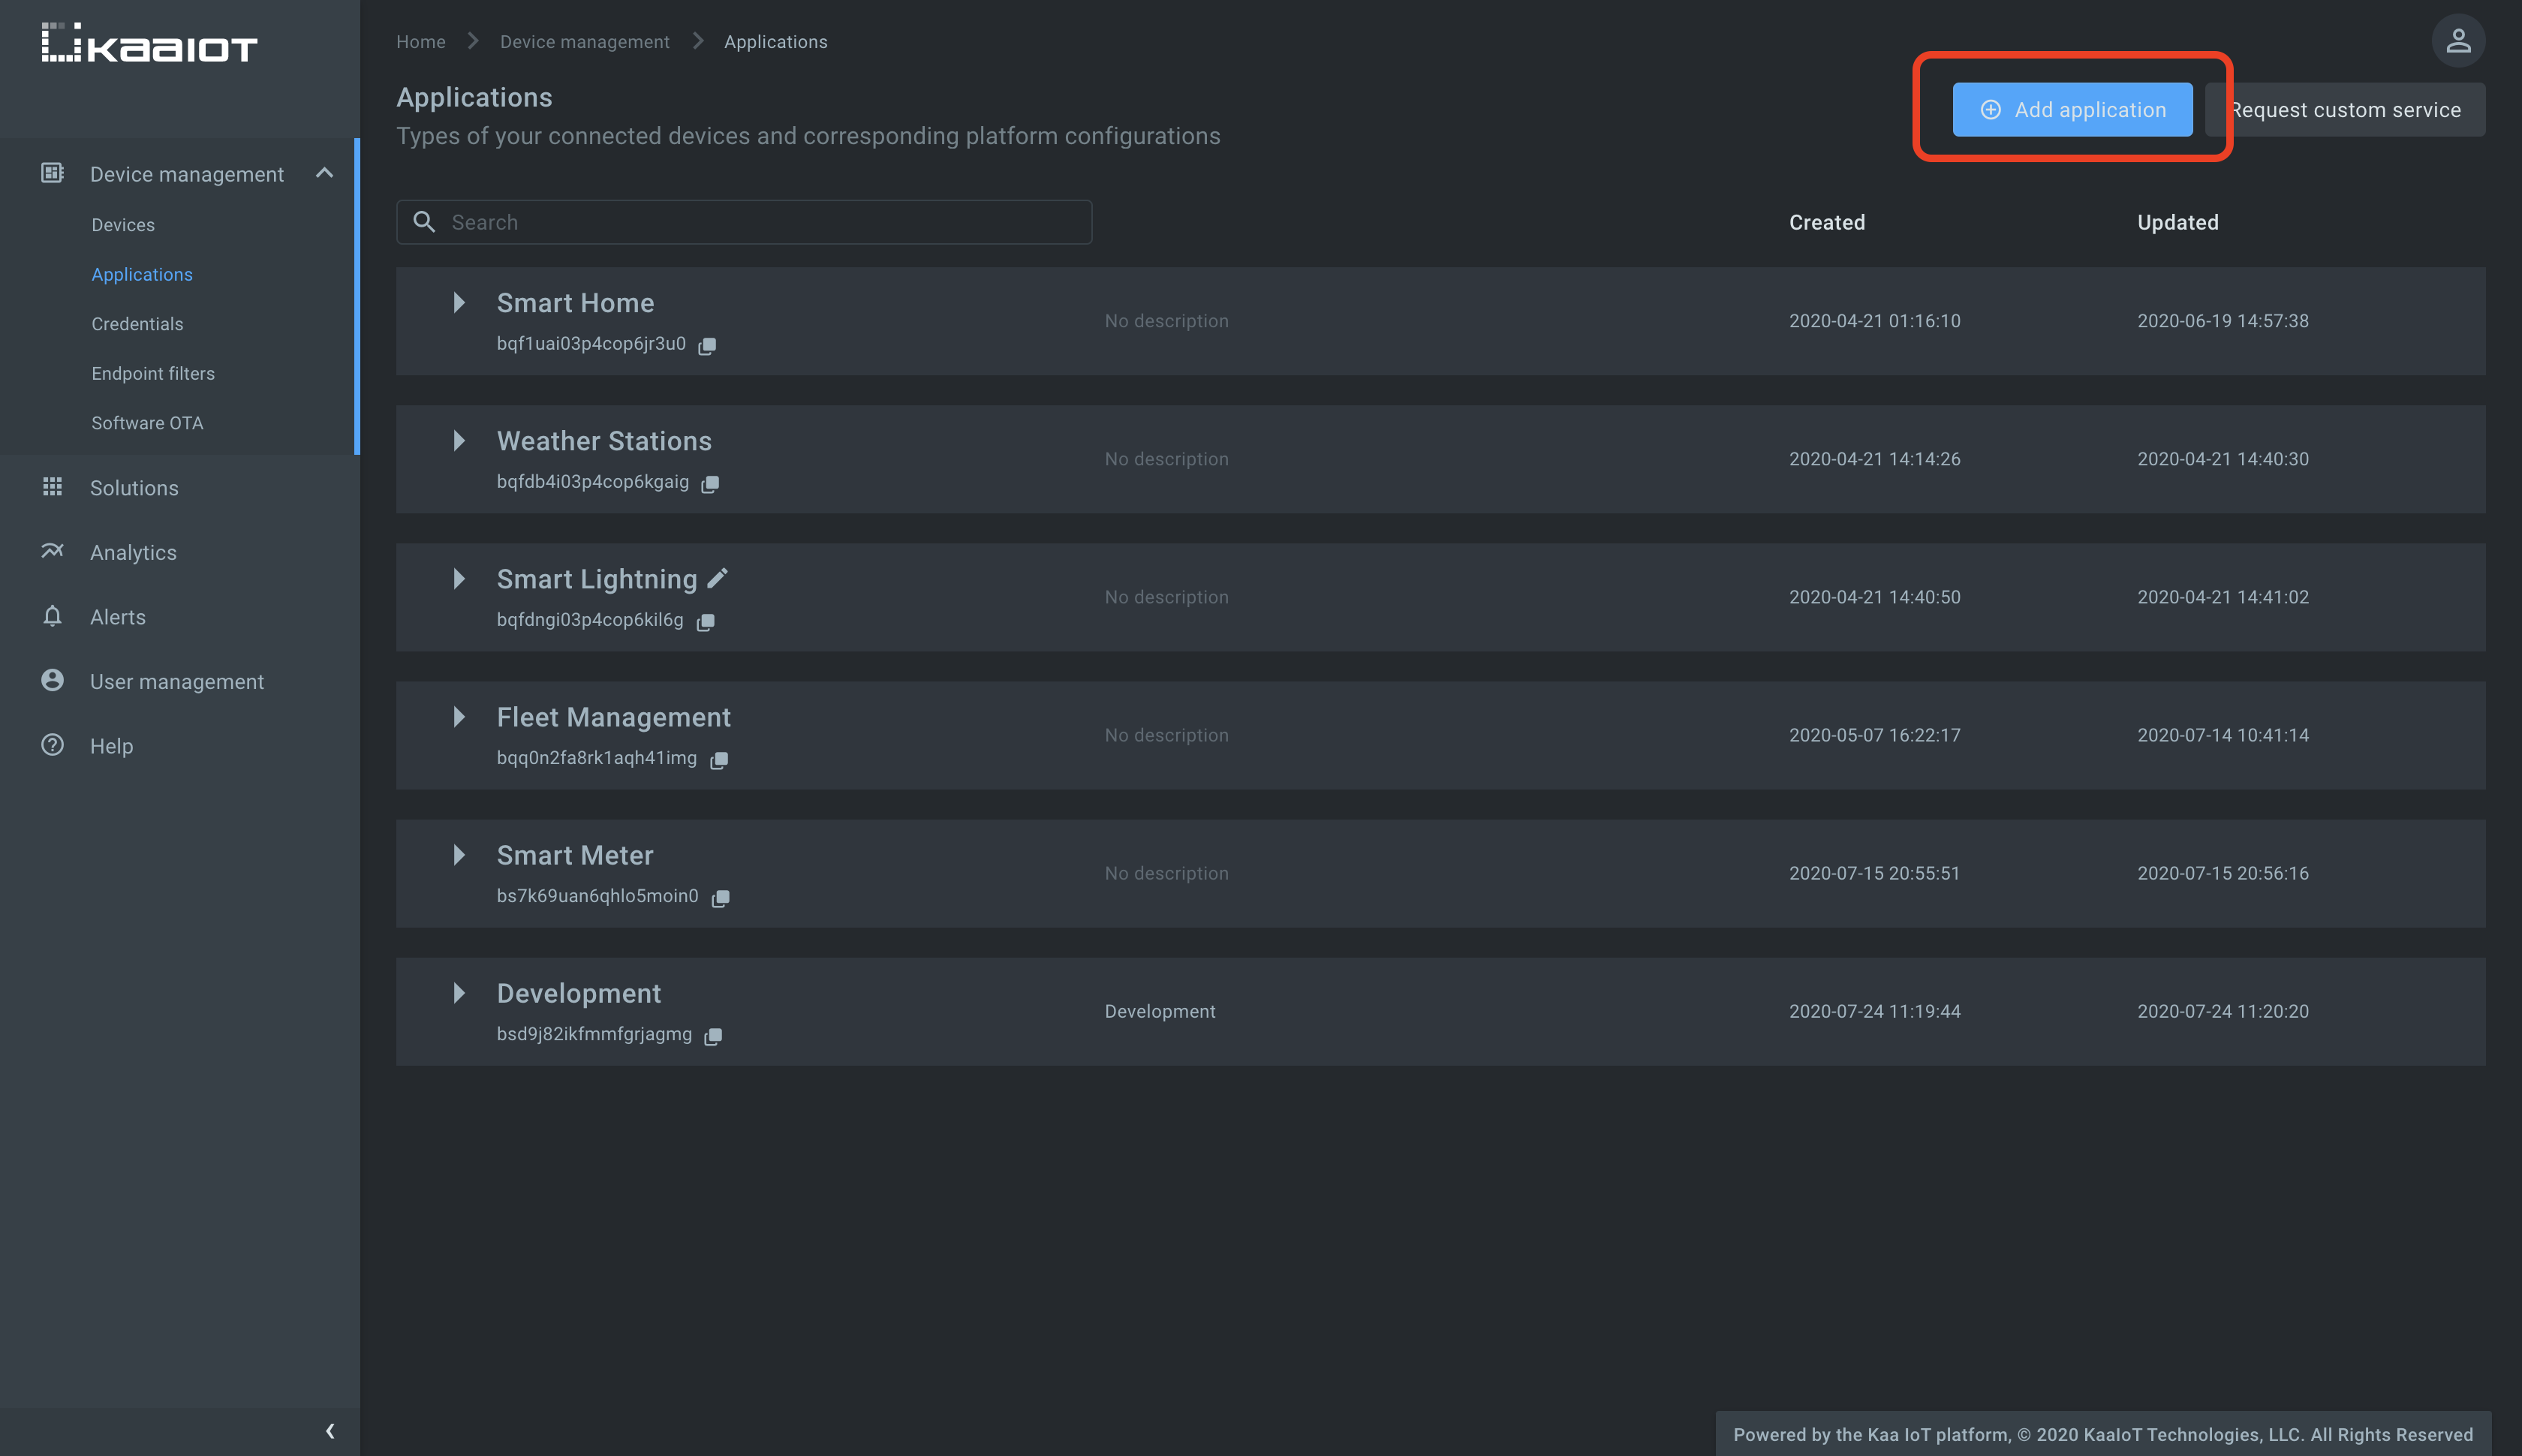 KaaIoT
Home
Device management
Applications
Applications
Types of your connected devices and corresponding platform configurations
Add application
Request custom service
Device management
Devices
Applications
Credentials
Endpoint filters
Software OTA
Solutions
Analytics
Alerts
User management
Help
Search
Created
Updated
Smart Home
bqf1uai03p4cop6jr3u0
No description
2020-04-21 01:16:10
2020-06-19 14:57:38
Weather Stations
bqfdb4i03p4cop6kgaig
No description
2020-04-21 14:14:26
2020-04-21 14:40:30
Smart Lightning
bqfdngi03p4cop6kil6g
No description
2020-04-21 14:40:50
2020-04-21 14:41:02
Fleet Management
bqq0n2fa8rk1aqh41img
No description
2020-05-07 16:22:17
2020-07-14 10:41:14
Smart Meter
bs7k69uan6qhlo5moin0
No description
2020-07-15 20:55:51
2020-07-15 20:56:16
Development
bsd9j82ikfmmfgrjagmg
Development
2020-07-24 11:19:44
2020-07-24 11:20:20
Powered by the Kaa IoT platform, © 2020 KaaIoT Technologies, LLC. All Rights Reserved